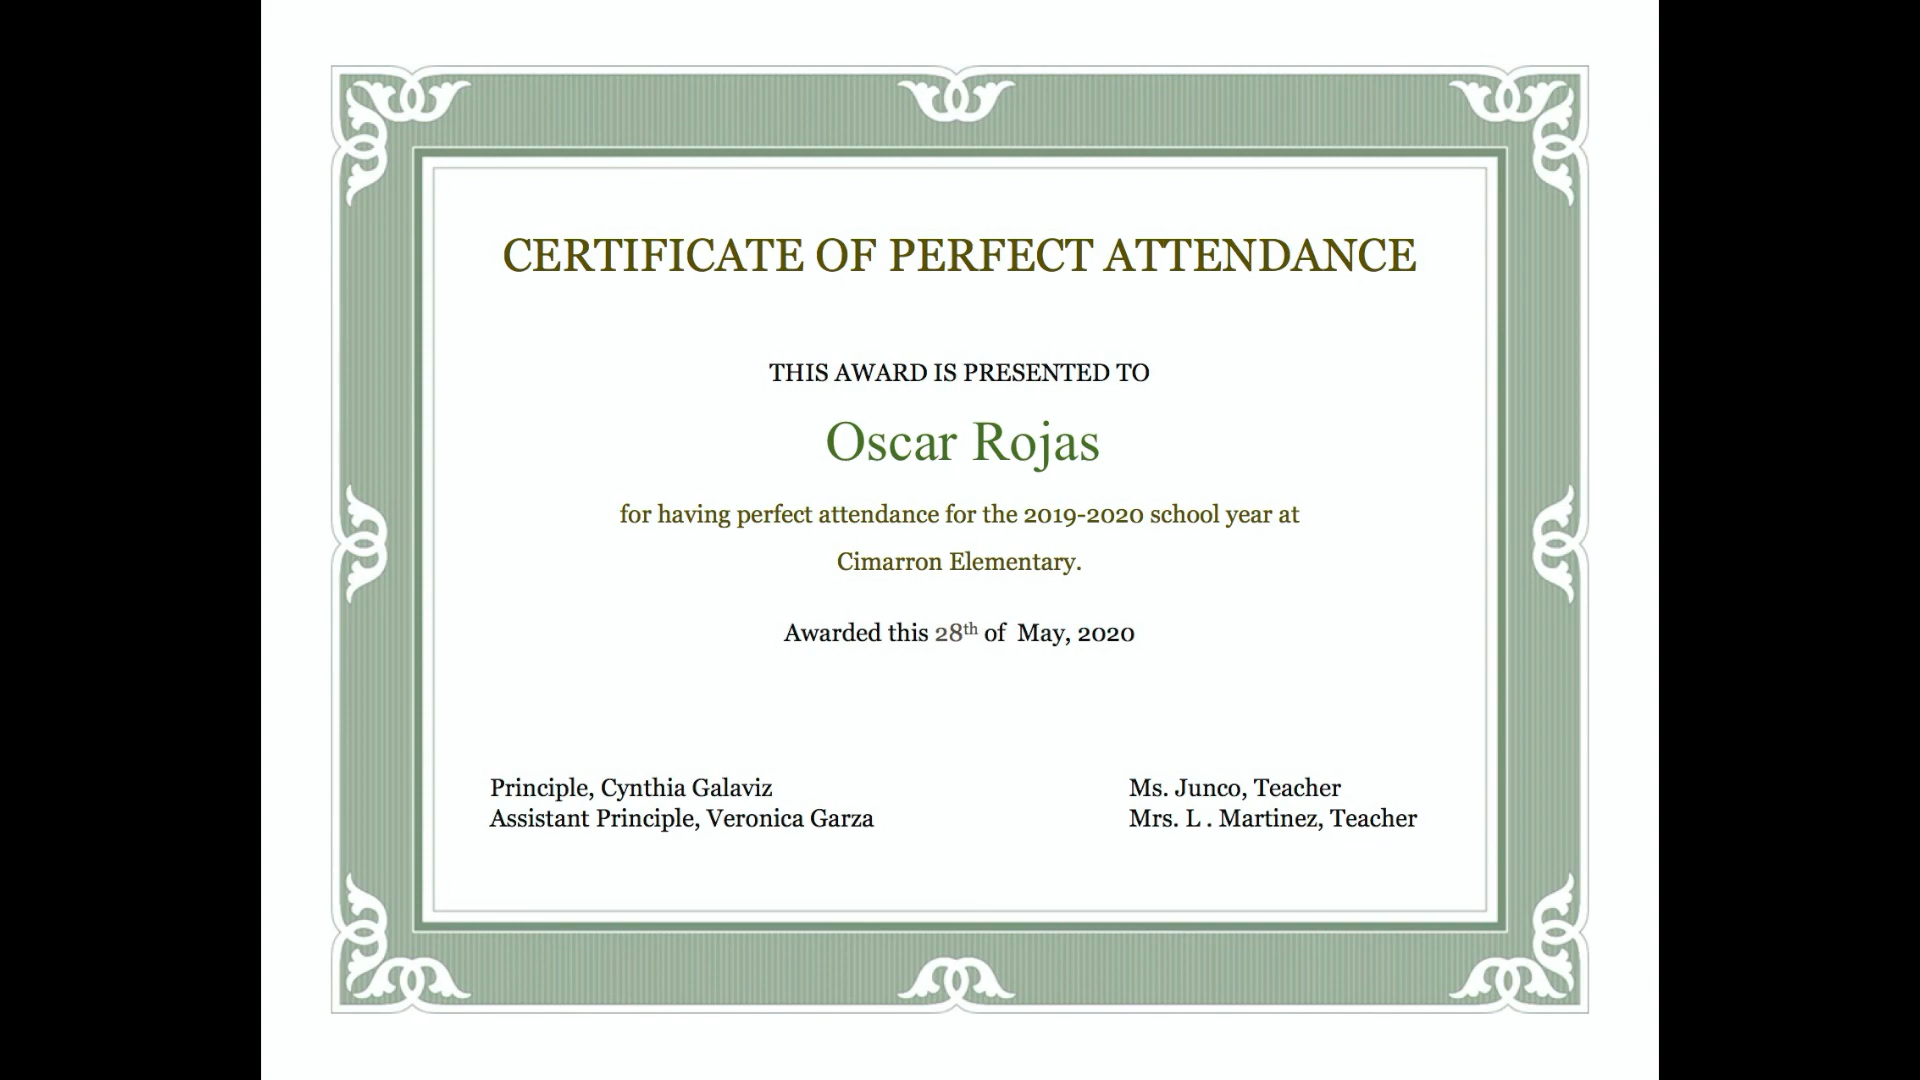 CERTIFICATE OF PERFECT ATTENDANCE
THIS AWARD IS PRESENTED TO
Oscar Rojas
for having perfect attendance for the 2019-2020 school year at
Cimarron Elementary.
Awarded this 28th of May, 2020
Principle, Cynthia Galaviz
Assistant Principle, Veronica Garza
Ms. Junco, Teacher
Mrs. L . Martinez, Teacher